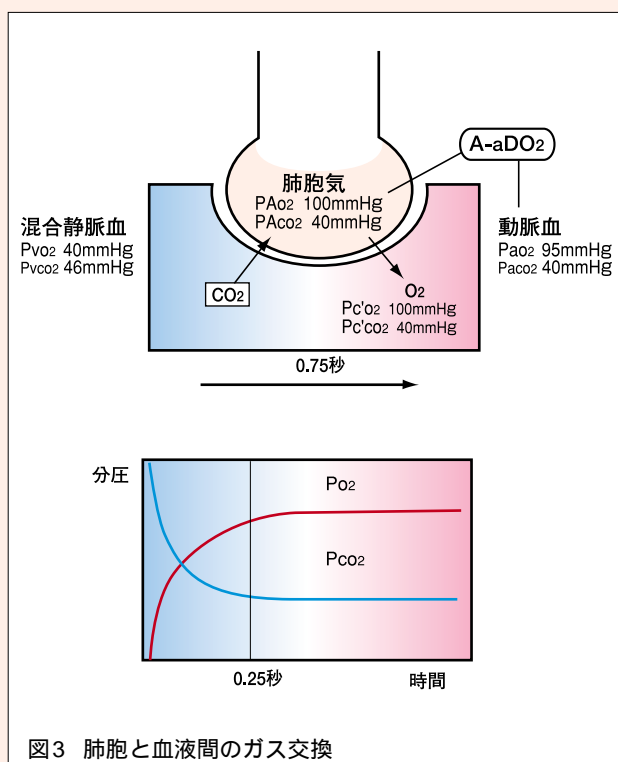 A-aDO2
肺胞気
PAo2 100mmHg
PAco2 40mmHg
混合静脈血
Pvo2 40mmHg
Pvco2 46mmHg
動脈血
Pao2 95mmHg
Paco2 40mmHg
CO2
O2
Pc'o2 100mmHg
Pc'co2 40mmHg
0.75秒
分圧
Po2
Pco2
0.25秒
時間
図3 肺胞と血液間のガス交換